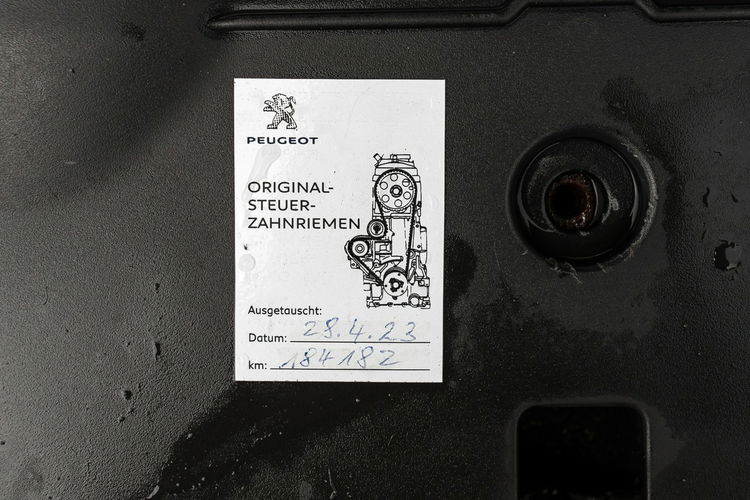 PEUGEOT
ORIGINAL-
STEUER-
ZAHNRIEMEN
Ausgetauscht:
Datum: 28.4.23
km: 184182